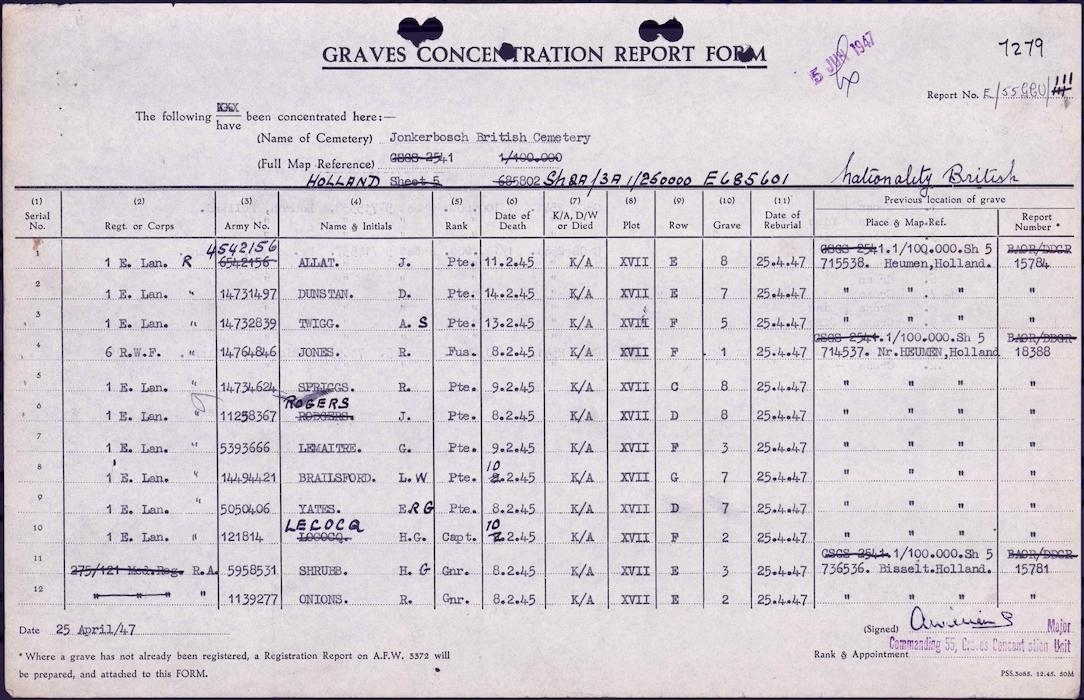 GRAVES CONCENTRATION REPORT FORM
5 JUN 1947
7279
Report No. E/55GCU/111
The following
have been concentrated here:—
(Name of Cemetery) Jonkerbosch British Cemetery
(Full Map Reference) GSGS 2541 1/100.000
HOLLAND Sheet 5 685802 Sh2A/3A 1/250000 E685601 Nationality British
(1) Serial No. (2) Regt. or Corps (3) Army No. (4) Name & Initials (5) Rank (6) Date of Death (7) K/A, D/W or Died (8) Plot (9) Row (10) Grave (11) Date of Reburial Previous location of grave Place & Map-Ref. Report Number *
4542156 GSGS 2541.1/100.000.Sh 5 BAOR/DDGR
1 1 E. Lan. R 6542156 ALLAT. J. Pte. 11.2.45 K/A XVII E 8 25.4.47 715538. Heumen,Holland. 15784
2 1 E. Lan. " 14731497 DUNSTAN. D. Pte. 14.2.45 K/A XVII E 7 25.4.47 " " " "
3 1 E. Lan. " 14732839 TWIGG. A. S Pte. 13.2.45 K/A XVII F 5 25.4.47 " " " "
GSGS 2541.1/100.000.Sh 5 BAOR/DDGR
4 6 R.W.F. " 14764846 JONES. R. Fus. 8.2.45 K/A XVII F 1 25.4.47 714537. Nr.HEUMEN,Holland 18388
5 1 E. Lan. " 14734624 SPRIGGS. R. Pte. 9.2.45 K/A XVII C 8 25.4.47 " " " "
ROGERS
6 1 E. Lan. " 11258367 RODGERS. J. Pte. 8.2.45 K/A XVII D 8 25.4.47 " " " "
7 1 E. Lan. " 5393666 LEMAITRE. G. Pte. 9.2.45 K/A XVII F 3 25.4.47 " " " "
10
8 1 E. Lan. " 14494421 BRAILSFORD. L. W Pte. 2.45 K/A XVII G 7 25.4.47 " " " "
9 1 E. Lan. " 5050406 YATES. E R G Pte. 8.2.45 K/A XVII D 7 25.4.47 " " " "
LECOCQ 10
10 1 E. Lan. " 121814 LOCOCQ. H.G. Capt. 2.45 K/A XVII F 2 25.4.47 " " " "
GSGS 2541.1/100.000.Sh 5 BAOR/DDGR
11 275/121 Med.Reg. R.A. 5958531 SHRUBB. H. G Gnr. 8.2.45 K/A XVII E 3 25.4.47 736536. Bisselt.Holland. 15781
12 " " " " 1139277 ONIONS. R. Gnr. 8.2.45 K/A XVII E 2 25.4.47 " " " "
Date 25 April/47
(Signed) Major
Commanding 55, Graves Concentration Unit
Rank & Appointment
* Where a grave has not already been registered, a Registration Report on A.F.W. 3372 will
be prepared, and attached to this FORM.
PSS.3085. 12.45. 50M